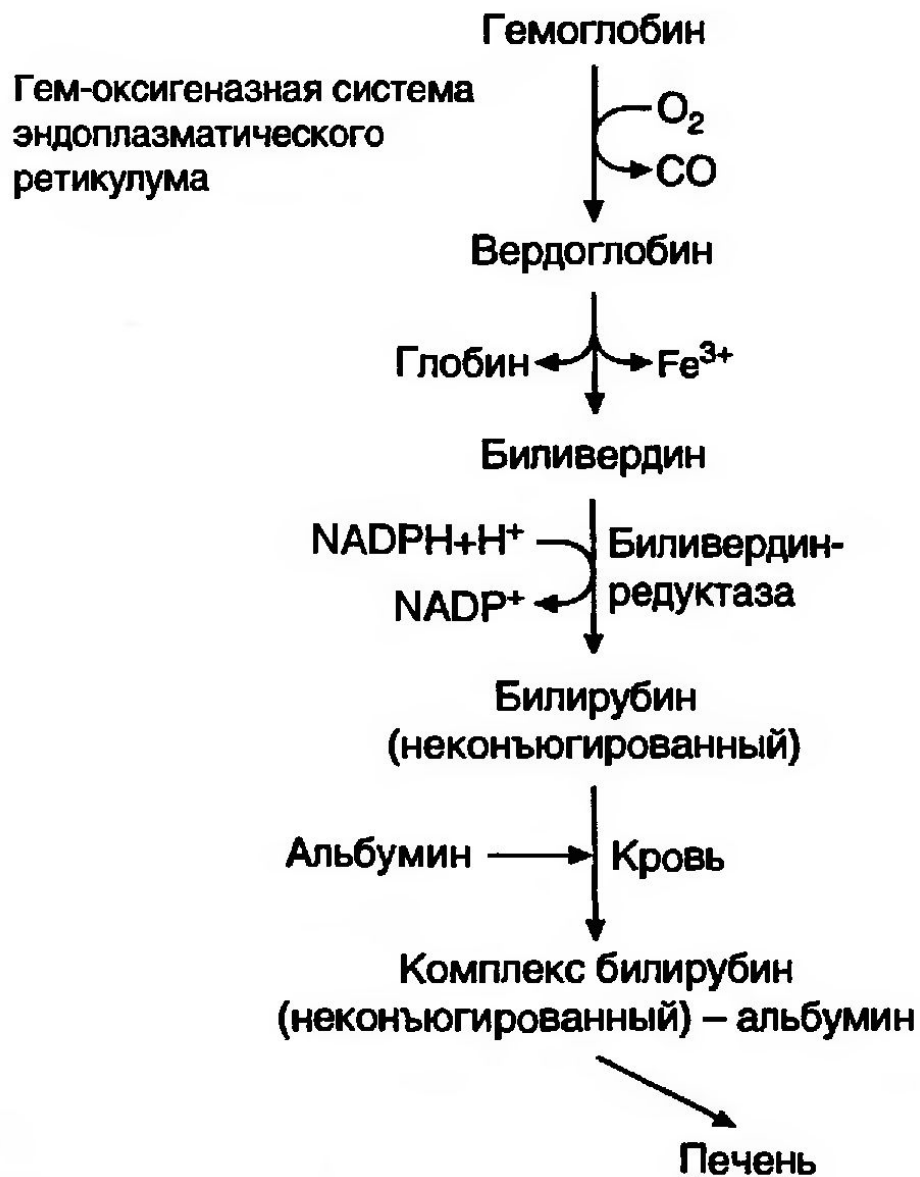 Гемоглобин
Гем-оксигеназная система
эндоплазматического
ретикулума
O₂
CO
Вердоглобин
Глобин
Fe³⁺
Биливердин
NADPH+H⁺
NADP⁺
Биливердин-
редуктаза
Билирубин
(неконъюгированный)
Альбумин
Кровь
Комплекс билирубин
(неконъюгированный) – альбумин
Печень